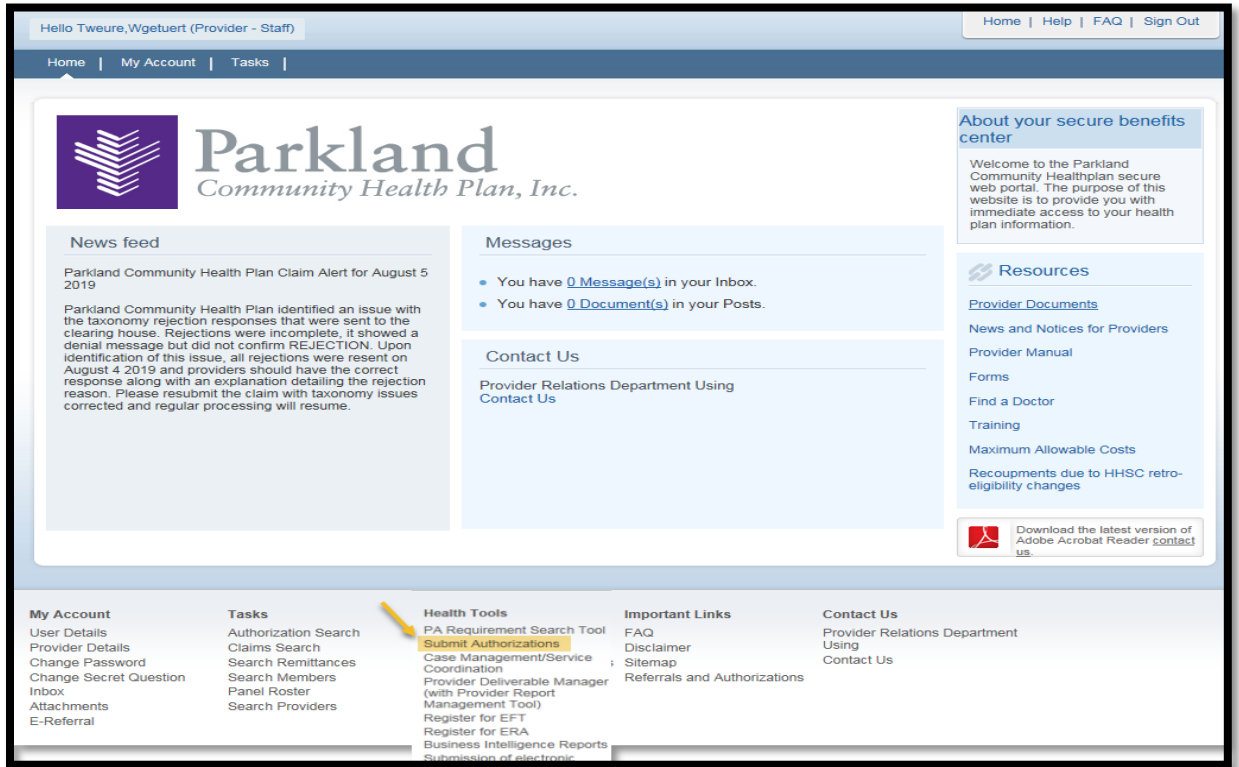 Hello Tweure,Wgetuert (Provider - Staff)
Home | Help | FAQ | Sign Out
Home | My Account | Tasks |
Parkland
Community Health Plan, Inc.
News feed
Parkland Community Health Plan Claim Alert for August 5
2019
Parkland Community Health Plan identified an issue with
the taxonomy rejection responses that were sent to the
clearing house. Rejections were incomplete, it showed a
denial message but did not confirm REJECTION. Upon
identification of this issue, all rejections were resent on
August 4 2019 and providers should have the correct
response along with an explanation detailing the rejection
reason. Please resubmit the claim with taxonomy issues
corrected and regular processing will resume.
Messages
You have 0 Message(s) in your Inbox.
You have 0 Document(s) in your Posts.
Contact Us
Provider Relations Department Using
Contact Us
About your secure benefits
center
Welcome to the Parkland
Community Healthplan secure
web portal. The purpose of this
website is to provide you with
immediate access to your health
plan information.
Resources
Provider Documents
News and Notices for Providers
Provider Manual
Forms
Find a Doctor
Training
Maximum Allowable Costs
Recoupments due to HHSC retro-
eligibility changes
Download the latest version of
Adobe Acrobat Reader contact
us.
My Account
User Details
Provider Details
Change Password
Change Secret Question
Inbox
Attachments
E-Referral
Tasks
Authorization Search
Claims Search
Search Remittances
Search Members
Panel Roster
Search Providers
Health Tools
PA Requirement Search Tool
Submit Authorizations
Case Management/Service
Coordination
Provider Deliverable Manager
(with Provider Report
Management Tool)
Register for EFT
Register for ERA
Business Intelligence Reports
Submission of electronic
Important Links
FAQ
Disclaimer
Sitemap
Referrals and Authorizations
Contact Us
Provider Relations Department
Using
Contact Us